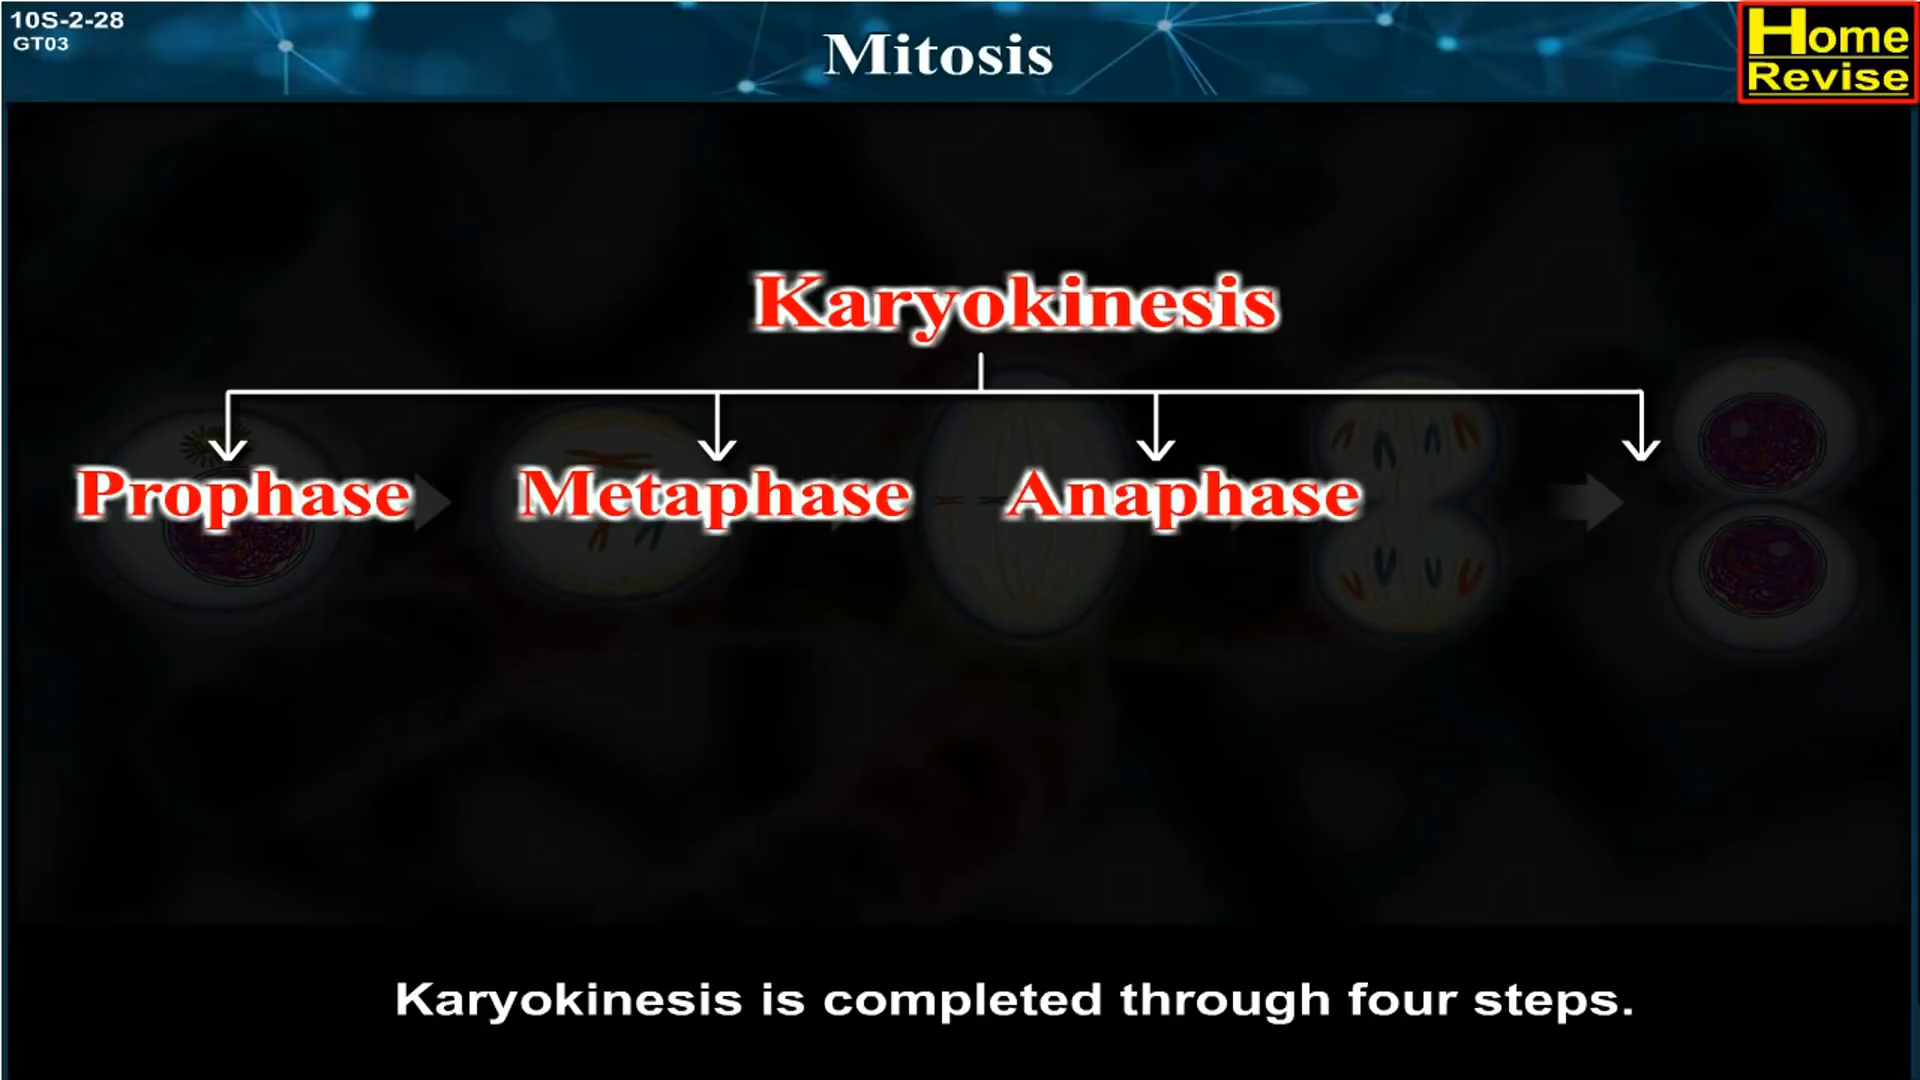 10S-2-28
GT03
Mitosis
Home
Revise
Karyokinesis
Prophase Metaphase Anaphase
Karyokinesis is completed through four steps.